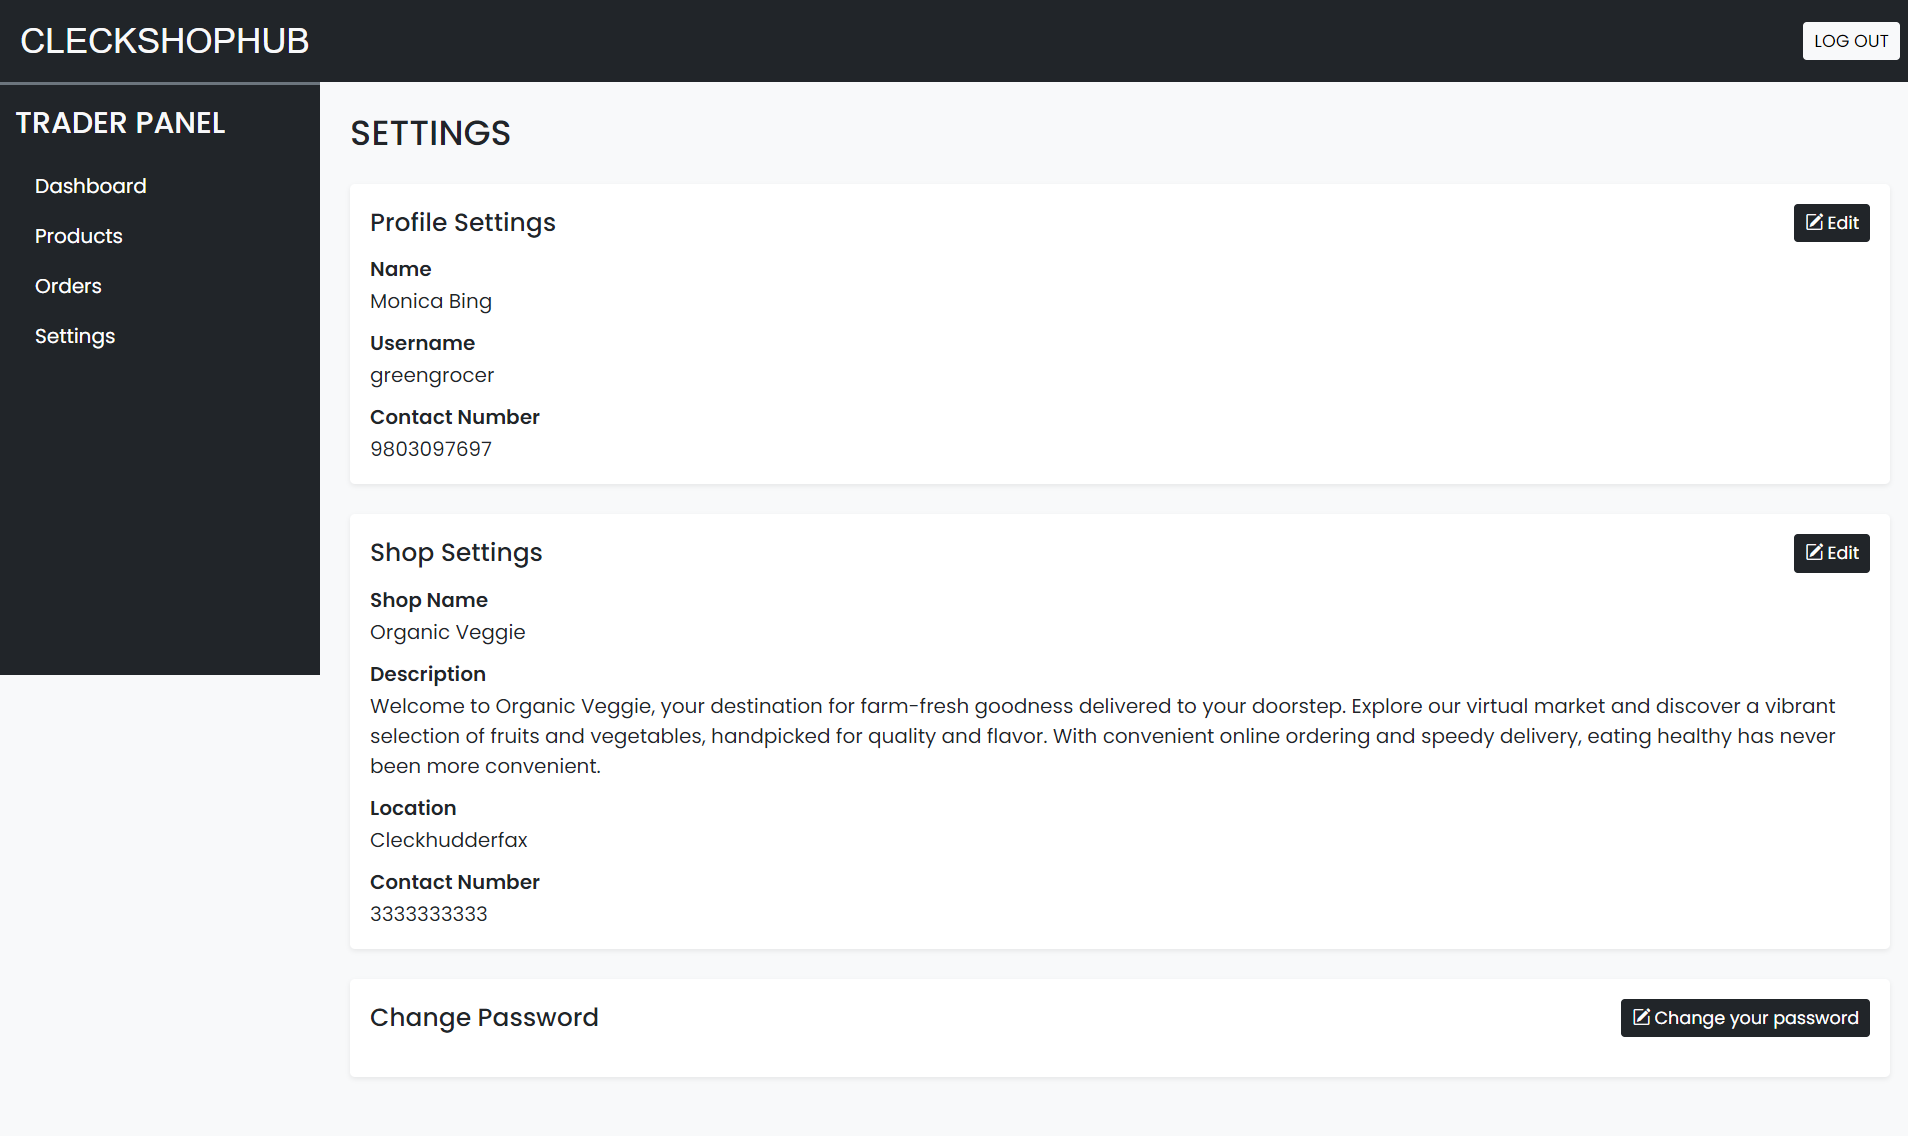 CLECKSHOPHUB
LOG OUT
TRADER PANEL
Dashboard
Products
Orders
Settings
SETTINGS
Profile Settings
Edit
Name
Monica Bing
Username
greengrocer
Contact Number
9803097697
Shop Settings
Edit
Shop Name
Organic Veggie
Description
Welcome to Organic Veggie, your destination for farm-fresh goodness delivered to your doorstep. Explore our virtual market and discover a vibrant
selection of fruits and vegetables, handpicked for quality and flavor. With convenient online ordering and speedy delivery, eating healthy has never
been more convenient.
Location
Cleckhudderfax
Contact Number
3333333333
Change Password
Change your password